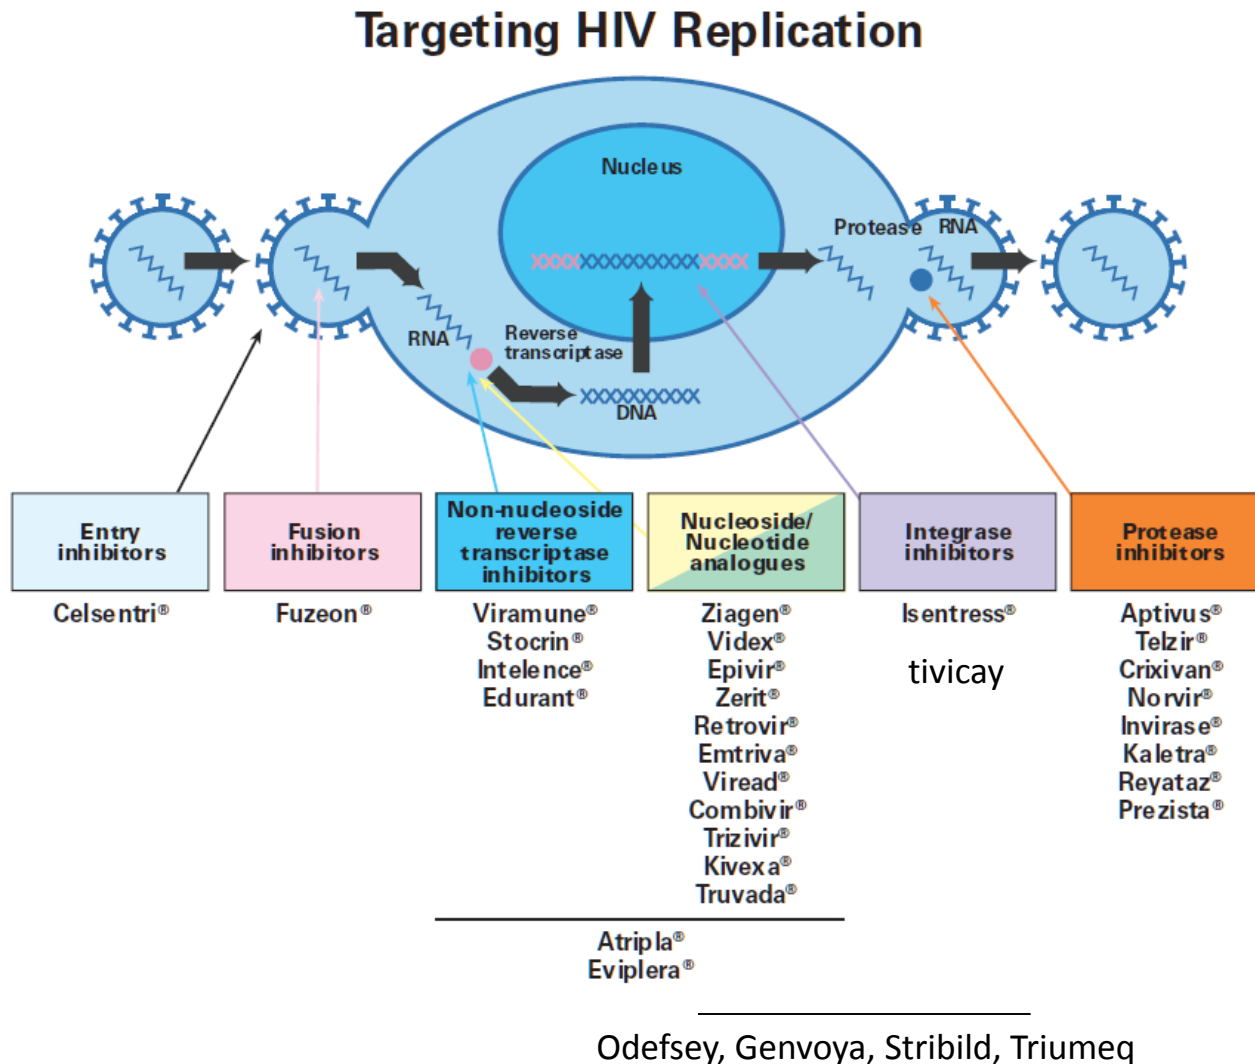 Targeting HIV Replication
Nucleus
Protease RNA
RNA
Reverse
transcriptase
DNA
Entry
inhibitors
Celsentri®
Fusion
inhibitors
Fuzeon®
Non-nucleoside
reverse
transcriptase
inhibitors
Viramune®
Stocrin®
Intelence®
Edurant®
Nucleoside/
Nucleotide
analogues
Ziagen®
Videx®
Epivir®
Zerit®
Retrovir®
Emtriva®
Viread®
Combivir®
Trizivir®
Kivexa®
Truvada®
Integrase
inhibitors
Isentress®
tivicay
Protease
inhibitors
Aptivus®
Telzir®
Crixivan®
Norvir®
Invirase®
Kaletra®
Reyataz®
Prezista®
Atripla®
Eviplera®
Odefsey, Genvoya, Stribild, Triumeq